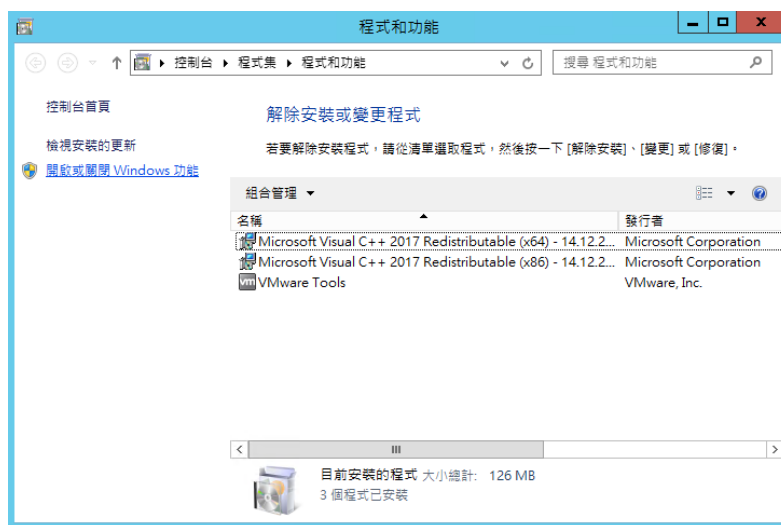 程式和功能
控制台 程式集 程式和功能
搜尋 程式和功能
控制台首頁
檢視安裝的更新
開啟或關閉 Windows 功能
解除安裝或變更程式
若要解除安裝程式，請從清單選取程式，然後按一下 [解除安裝]、[變更] 或 [修復]。
組合管理
名稱 發行者
Microsoft Visual C++ 2017 Redistributable (x64) - 14.12.2... Microsoft Corporation
Microsoft Visual C++ 2017 Redistributable (x86) - 14.12.2... Microsoft Corporation
vm VMware Tools VMware, Inc.
目前安裝的程式 大小總計: 126 MB
3 個程式已安裝